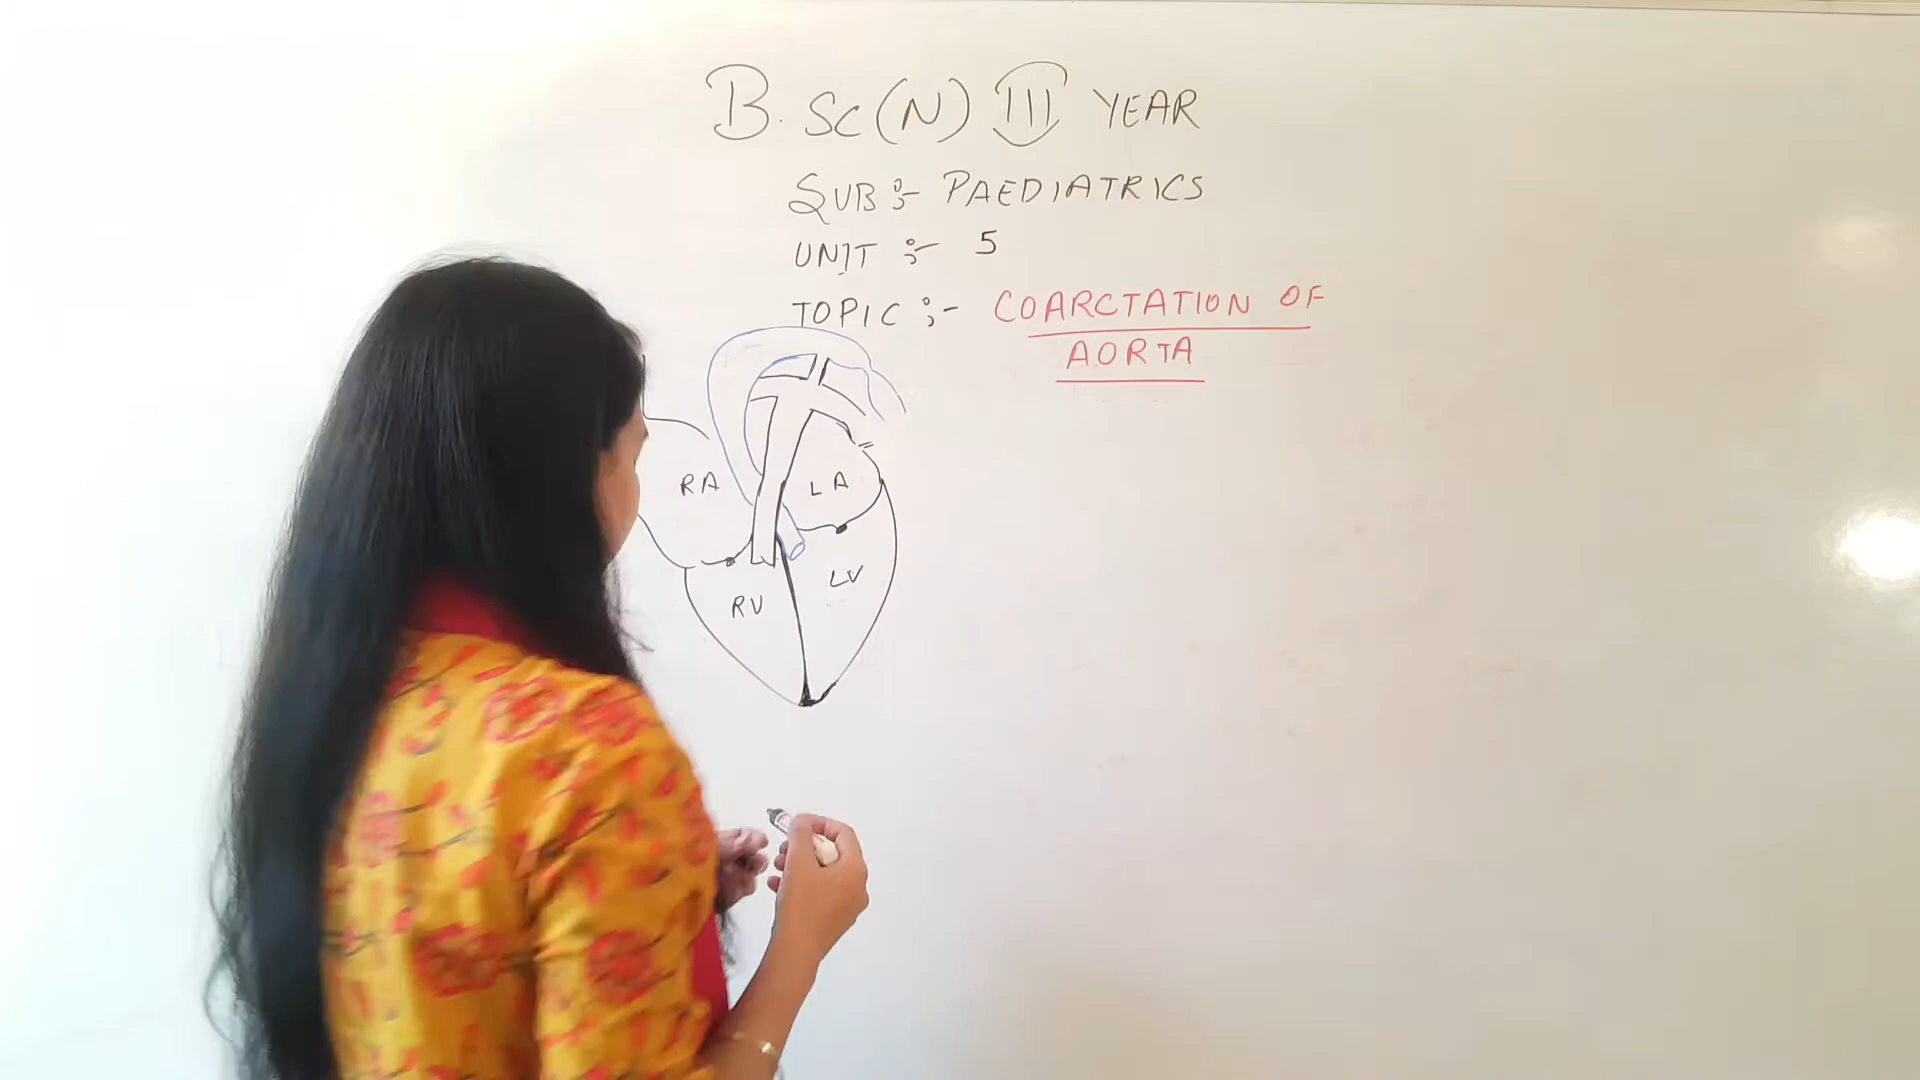 B.Sc(N) III YEAR
SUB :- PAEDIATRICS
UNIT :- 5
TOPIC :- COARCTATION OF
AORTA
RA
LA
LV
RV